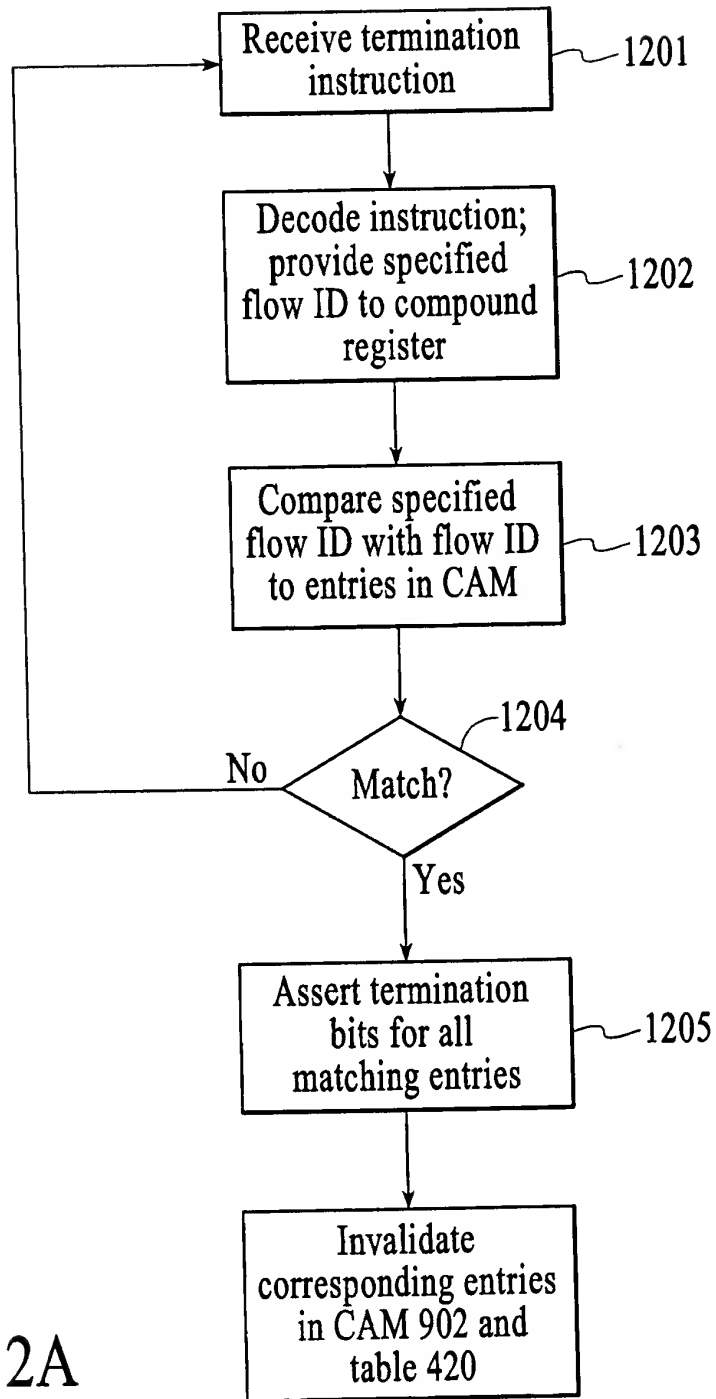 Receive termination
instruction
1201
Decode instruction;
provide specified
flow ID to compound
register
1202
Compare specified
flow ID with flow ID
to entries in CAM
1203
1204
Match?
No
Yes
Assert termination
bits for all
matching entries
1205
Invalidate
corresponding entries
in CAM 902 and
table 420
2A